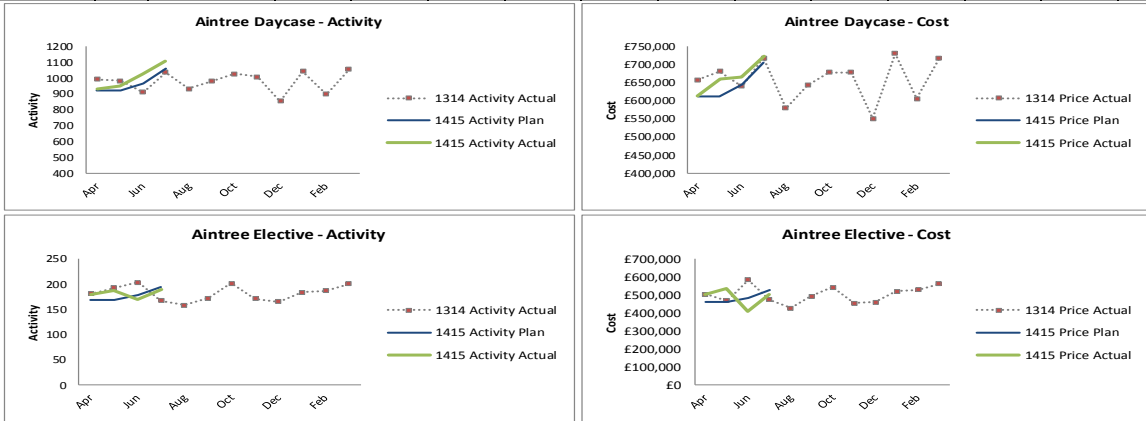 Aintree Daycase - Activity
1200
1100
1000
900
800
700
600
500
400
Activity
Apr
Jun
Aug
Oct
Dec
Feb
1314 Activity Actual
1415 Activity Plan
1415 Activity Actual
Aintree Daycase - Cost
£750,000
£700,000
£650,000
£600,000
£550,000
£500,000
£450,000
£400,000
Cost
Apr
Jun
Aug
Oct
Dec
Feb
1314 Price Actual
1415 Price Plan
1415 Price Actual
Aintree Elective - Activity
250
200
150
100
50
0
Activity
Apr
Jun
Aug
Oct
Dec
Feb
1314 Activity Actual
1415 Activity Plan
1415 Activity Actual
Aintree Elective - Cost
£700,000
£600,000
£500,000
£400,000
£300,000
£200,000
£100,000
£0
Cost
Apr
Jun
Aug
Oct
Dec
Feb
1314 Price Actual
1415 Price Plan
1415 Price Actual